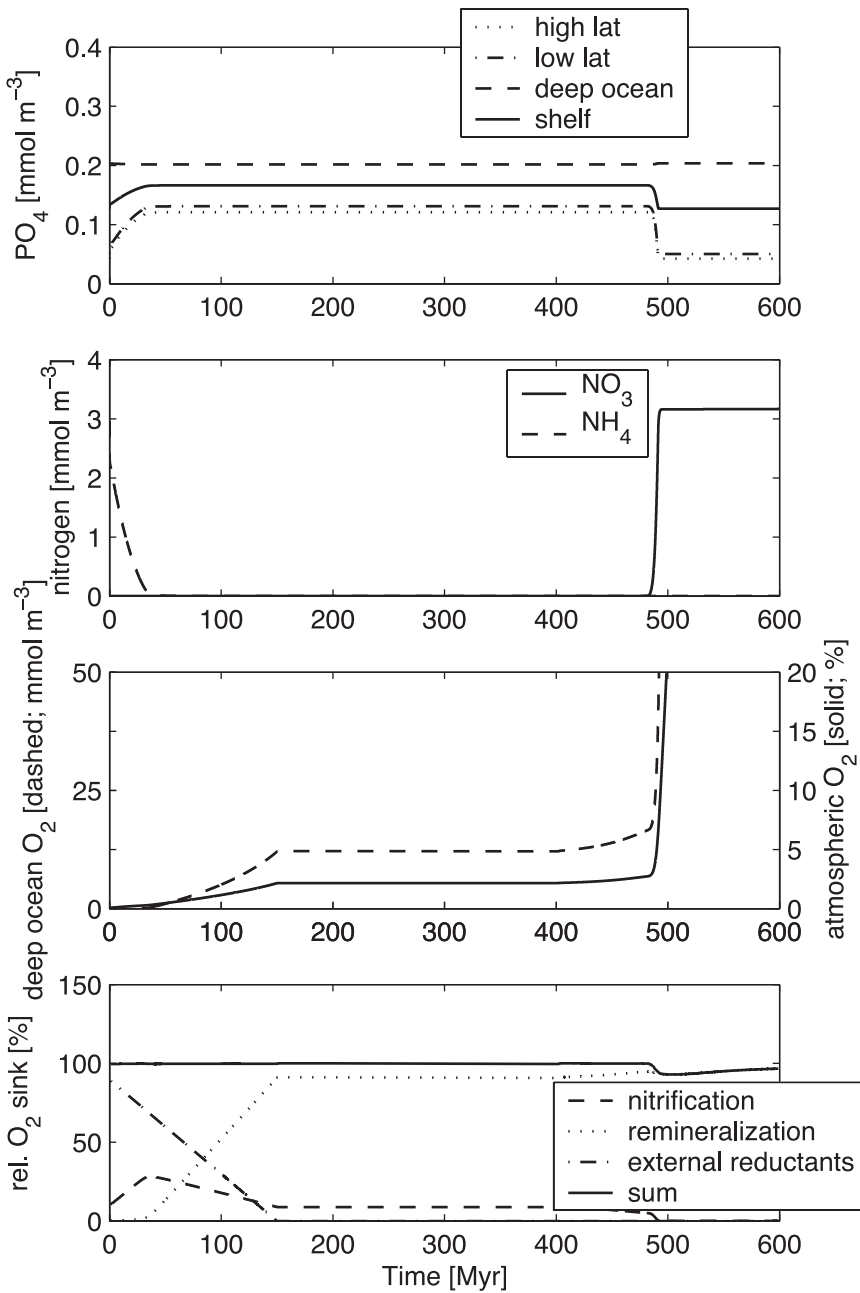 high lat
low lat
deep ocean
shelf
0.4
0.3
0.2
0.1
0
PO4 [mmol m−3]
0 100 200 300 400 500 600
NO3
NH4
4
3
2
1
0
nitrogen [mmol m−3]
0 100 200 300 400 500 600
50
25
0
deep ocean O2 [dashed; mmol m−3]
20
15
10
5
0
atmospheric O2 [solid; %]
0 100 200 300 400 500 600
150
100
50
0
rel. O2 sink [%]
nitrification
remineralization
external reductants
sum
0 100 200 300 400 500 600
Time [Myr]